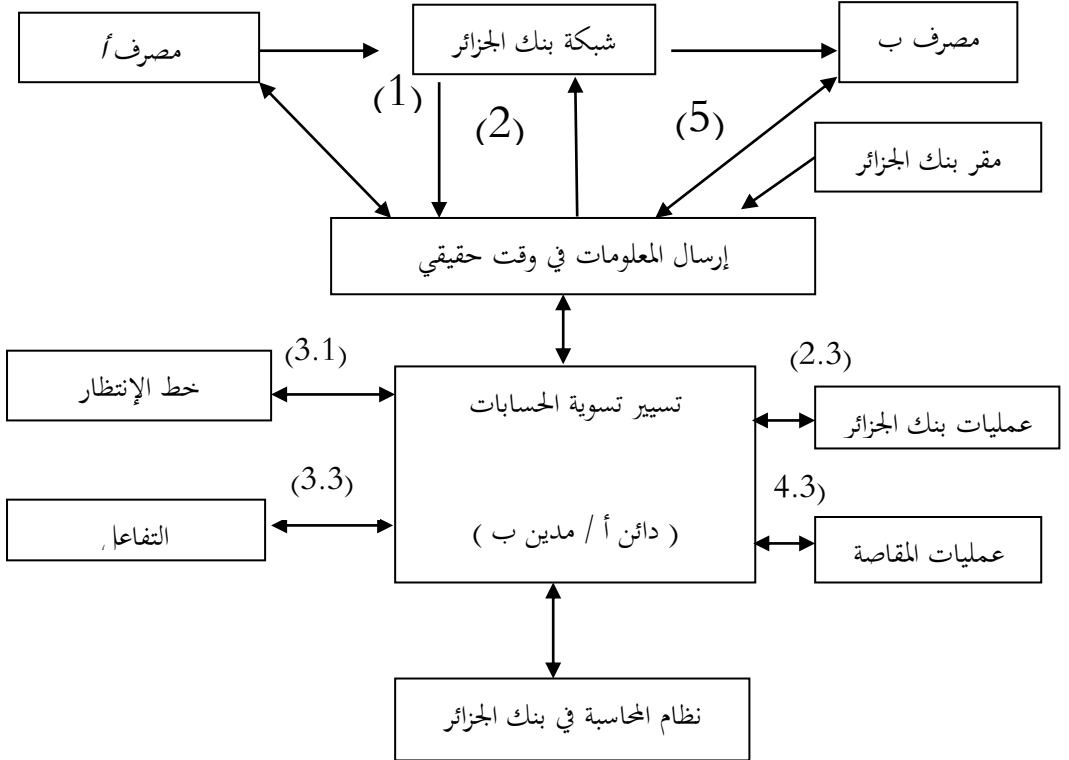 مصرف أ
شبكة بنك الجزائر
مصرف ب
(1)
(2)
(5)
مقر بنك الجزائر
إرسال المعلومات في وقت حقيقي
(3.1)
(2.3)
خط الإنتظار
تسيير تسوية الحسابات
عمليات بنك الجزائر
(3.3)
4.3)
التفاعل
( دائن أ / مدين ب )
عمليات المقاصة
نظام المحاسبة في بنك الجزائر